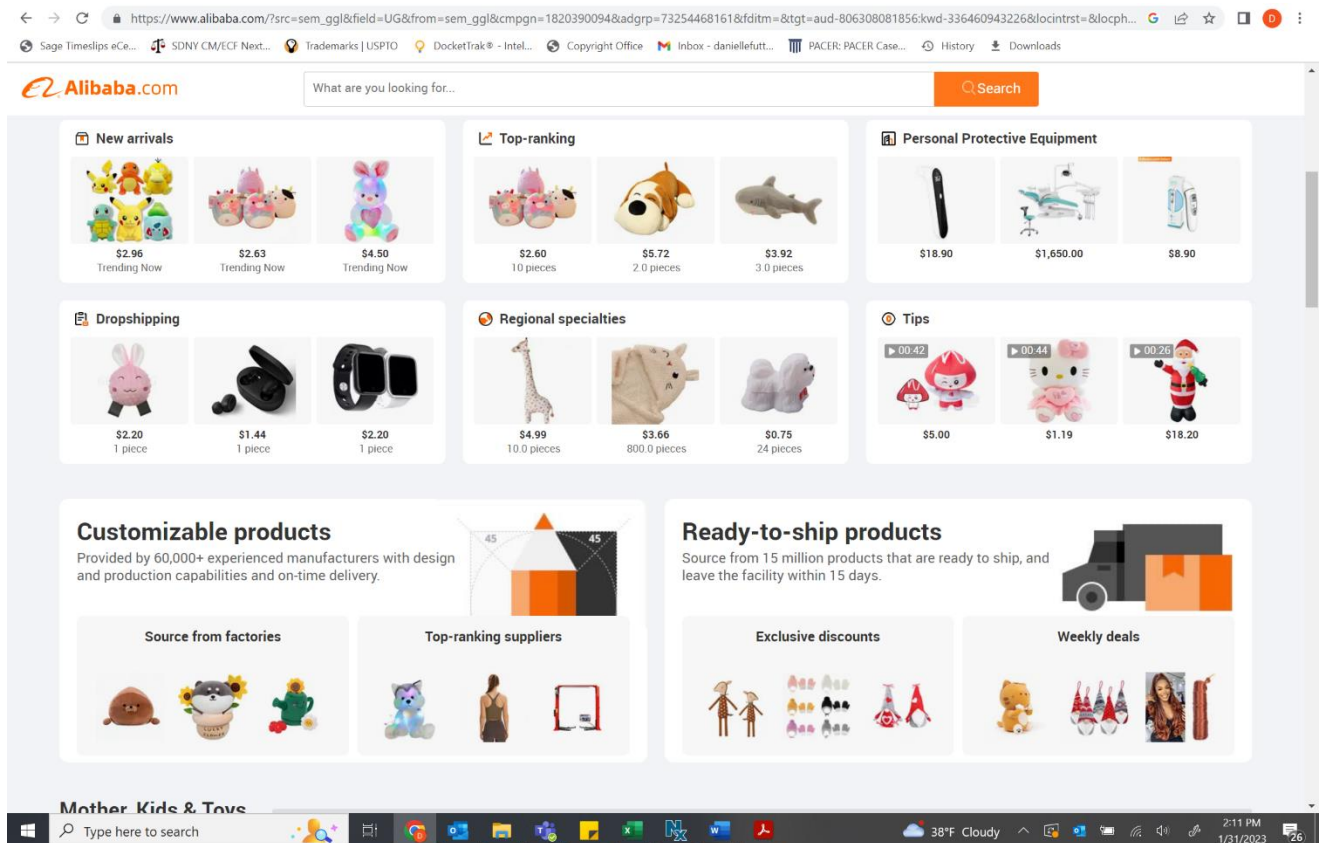 https://www.alibaba.com/?src=sem_ggl&field=UG&from=sem_ggl&cmpgn=18203900094&adgrp=73254468161&fditm=&tgt=aud-806308081856:kwd-336460943226&locintrst=&locph...
Sage Timeslips eCe... SDNY CM/ECF Next... Trademarks | USPTO DocketTrak® - Intel... Copyright Office Inbox - daniellefutt... PACER: PACER Case... History Downloads
Alibaba.com What are you looking for... Search
New arrivals Top-ranking Personal Protective Equipment
$2.96 $2.63 $4.50 $2.60 $5.72 $3.92 $18.90 $1,650.00 $8.90
Trending Now Trending Now Trending Now 10 pieces 2.0 pieces 3.0 pieces
Dropshipping Regional specialties Tips
00:42 00:44 00:26
$2.20 $1.44 $2.20 $4.99 $3.66 $0.75 $5.00 $1.19 $18.20
1 piece 1 piece 1 piece 10.0 pieces 800.0 pieces 24 pieces
Customizable products
Provided by 60,000+ experienced manufacturers with design
and production capabilities and on-time delivery.
45 45
Ready-to-ship products
Source from 15 million products that are ready to ship, and
leave the facility within 15 days.
Source from factories Top-ranking suppliers Exclusive discounts Weekly deals
Mother, Kids & Toys
Type here to search 38°F Cloudy 2:11 PM
1/31/2023 26